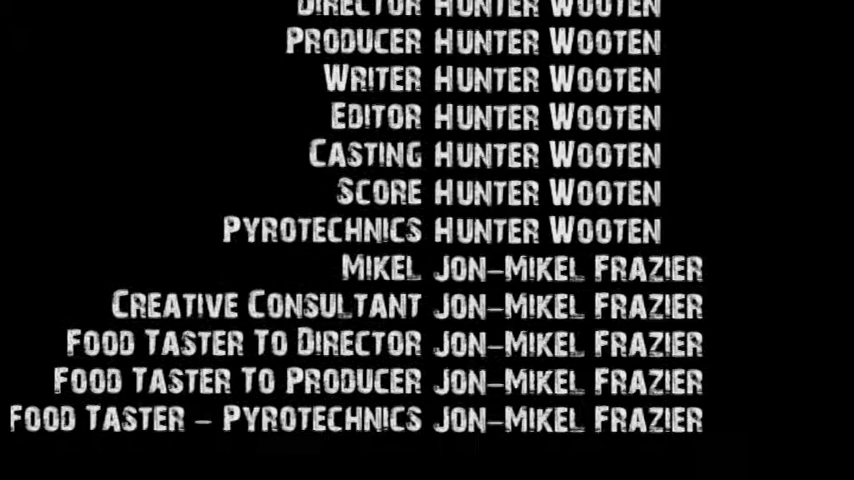 Director Hunter Wooten
Producer Hunter Wooten
Writer Hunter Wooten
Editor Hunter Wooten
Casting Hunter Wooten
Score Hunter Wooten
Pyrotechnics Hunter Wooten
Mikel Jon-Mikel Frazier
Creative Consultant Jon-Mikel Frazier
Food Taster To Director Jon-Mikel Frazier
Food Taster To Producer Jon-Mikel Frazier
Food Taster - Pyrotechnics Jon-Mikel Frazier